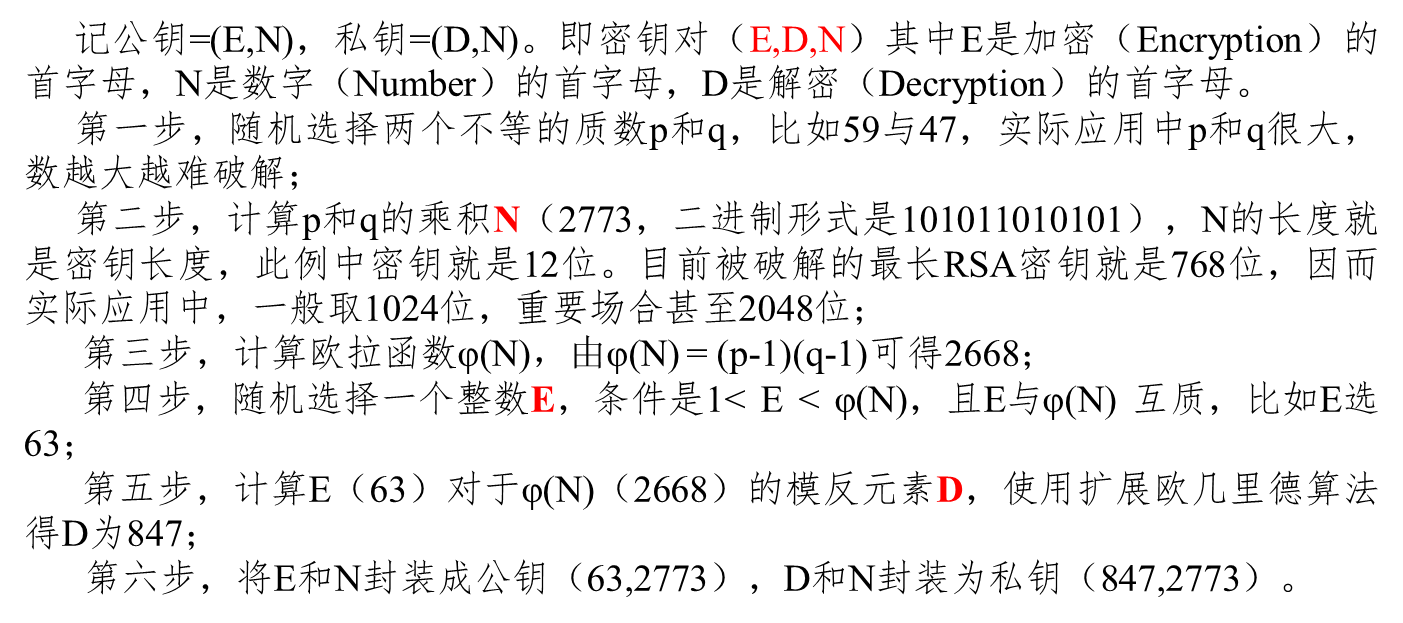 记公钥=(E,N)，私钥=(D,N)。即密钥对（E,D,N）其中E是加密（Encryption）的
首字母，N是数字（Number）的首字母，D是解密（Decryption）的首字母。
第一步，随机选择两个不等的质数p和q，比如59与47，实际应用中p和q很大，
数越大越难破解；
第二步，计算p和q的乘积N（2773，二进制形式是101011010101），N的长度就
是密钥长度，此例中密钥就是12位。目前被破解的最长RSA密钥就是768位，因而
实际应用中，一般取1024位，重要场合甚至2048位；
第三步，计算欧拉函数φ(N)，由φ(N) = (p-1)(q-1)可得2668；
第四步，随机选择一个整数E，条件是1< E < φ(N)，且E与φ(N) 互质，比如E选
63；
第五步，计算E（63）对于φ(N)（2668）的模反元素D，使用扩展欧几里德算法
得D为847；
第六步，将E和N封装成公钥（63,2773），D和N封装为私钥（847,2773）。